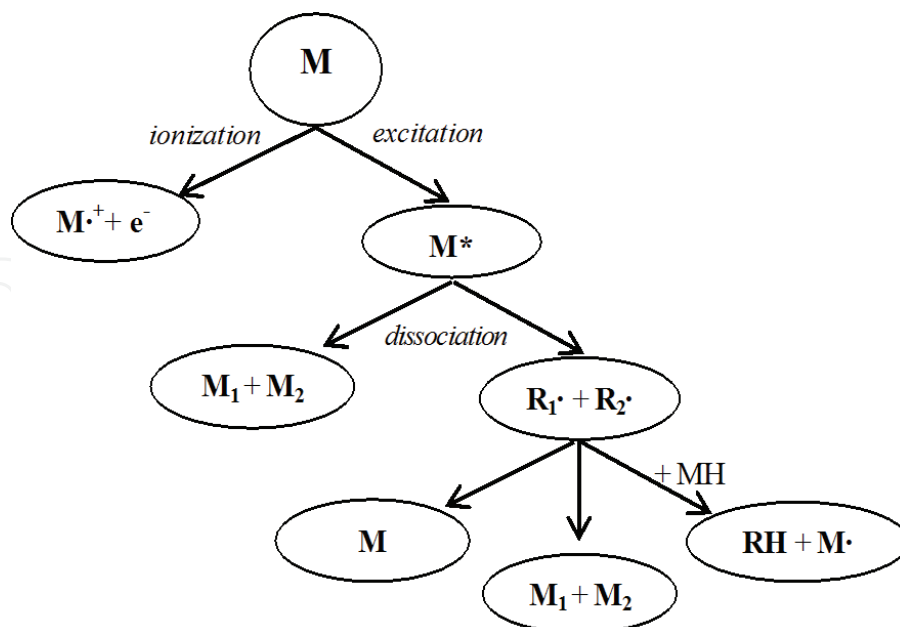 M
ionization
excitation
M·⁺ + e⁻
M*
dissociation
M₁ + M₂
R₁· + R₂·
+ MH
M
RH + M·
M₁ + M₂